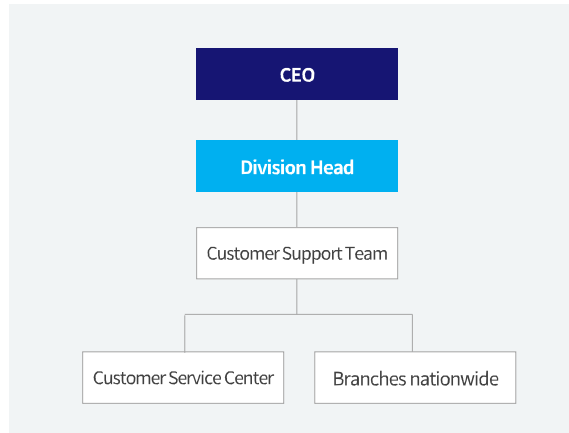 CEO
Division Head
Customer Support Team
Customer Service Center
Branches nationwide